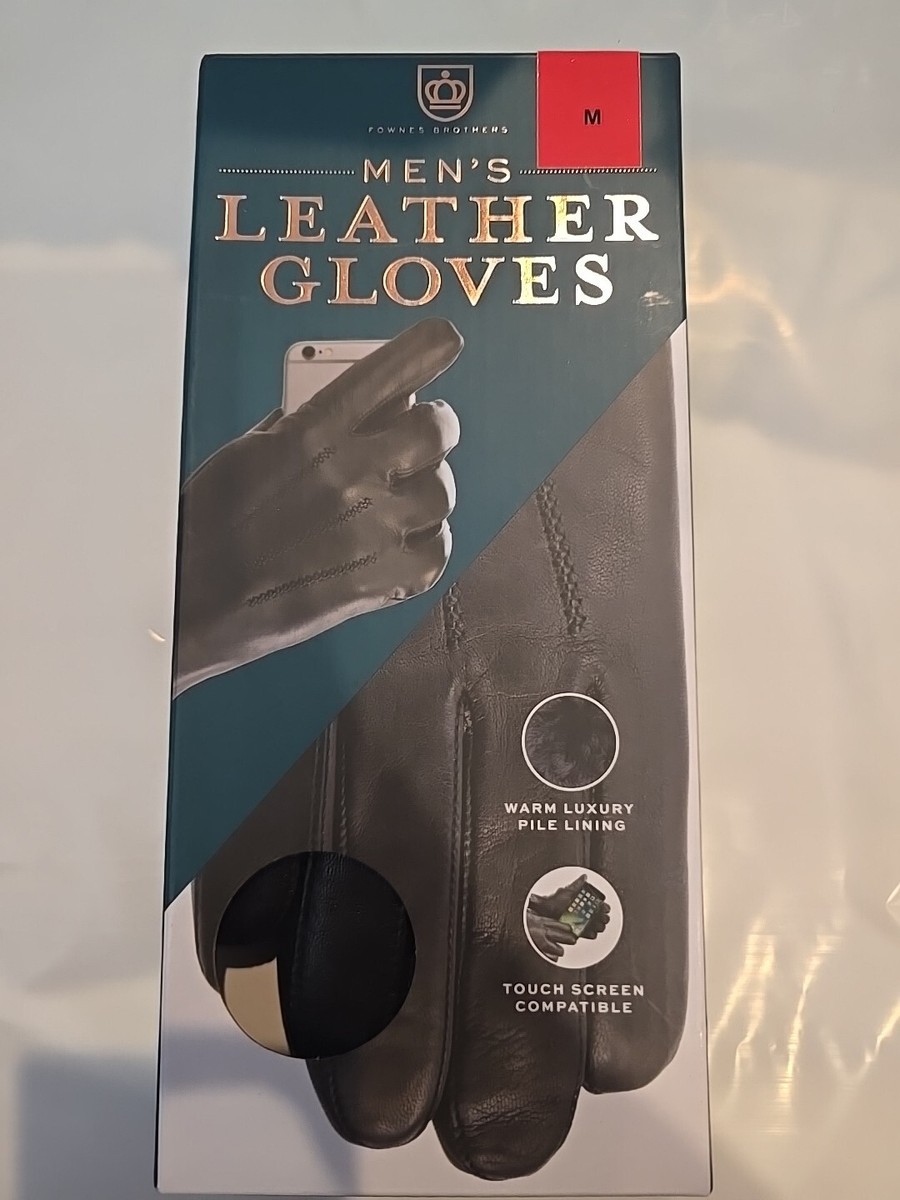 FOWNES BROTHERS
M
MEN'S
LEATHER
GLOVES
WARM LUXURY
PILE LINING
TOUCH SCREEN
COMPATIBLE